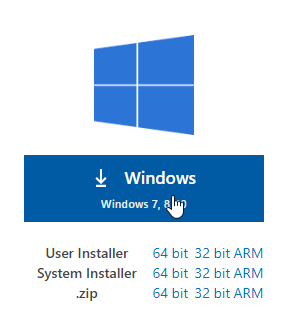 Windows
Windows 7, 8
User Installer 64 bit 32 bit ARM
System Installer 64 bit 32 bit ARM
.zip 64 bit 32 bit ARM